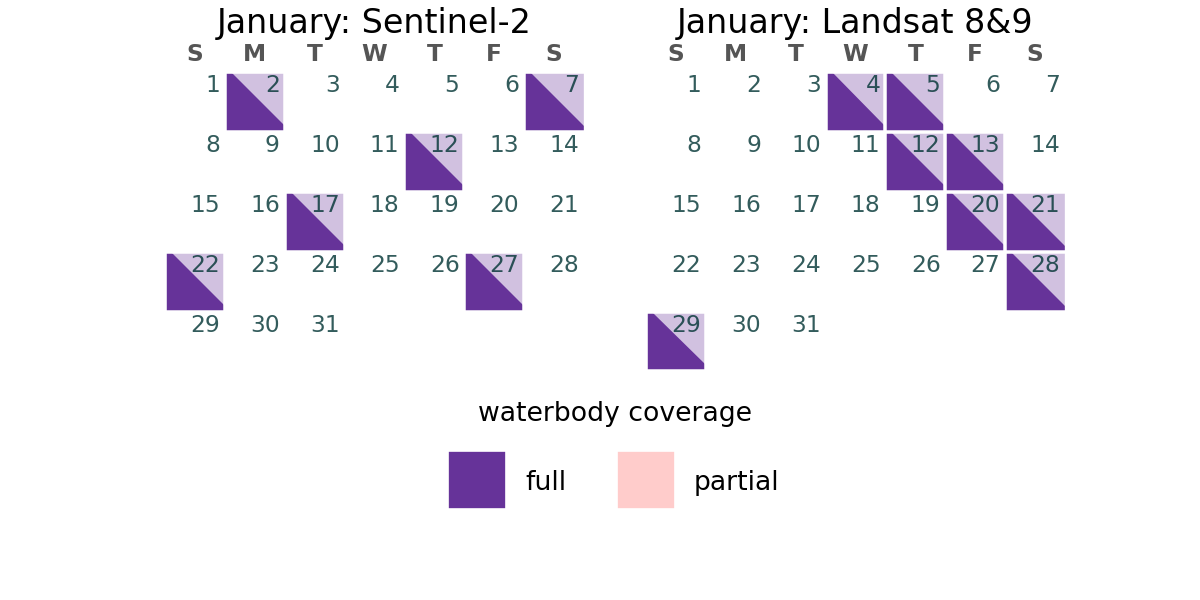 January: Sentinel-2
S M T W T F S
1 2 3 4 5 6 7
8 9 10 11 12 13 14
15 16 17 18 19 20 21
22 23 24 25 26 27 28
29 30 31
January: Landsat 8&9
S M T W T F S
1 2 3 4 5 6 7
8 9 10 11 12 13 14
15 16 17 18 19 20 21
22 23 24 25 26 27 28
29 30 31
waterbody coverage
full partial